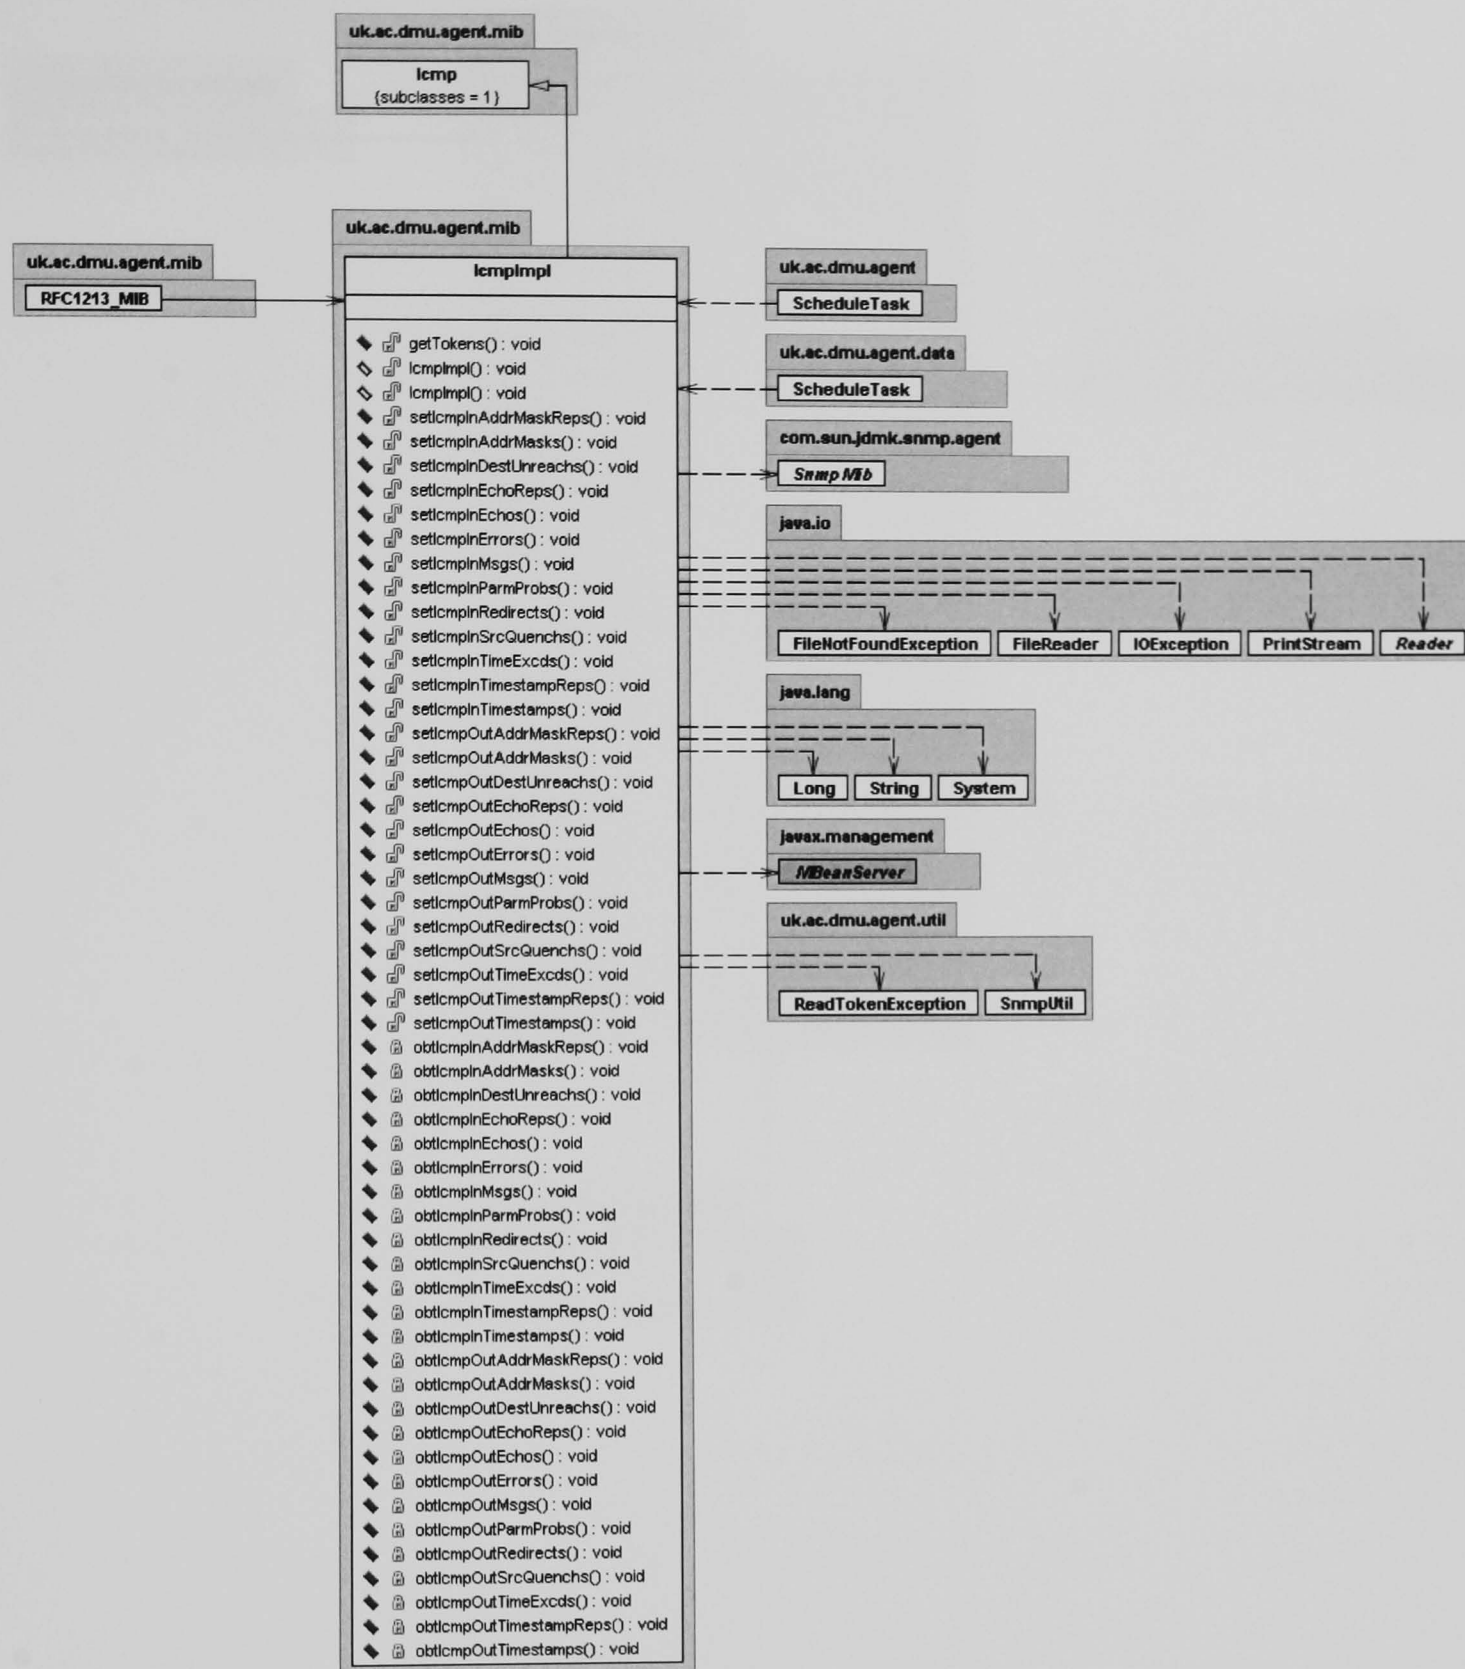 uk.ac.dmu.agent.mib
Icmp
{subclasses = 1}
uk.ac.dmu.agent.mib
RFC1213_MIB
uk.ac.dmu.agent.mib
IcmpImpl
getTokens() : void
IcmpImpl() : void
IcmpImpl() : void
setIcmpInAddrMaskReps() : void
setIcmpInAddrMasks() : void
setIcmpInDestUnreachs() : void
setIcmpInEchoReps() : void
setIcmpInEchos() : void
setIcmpInErrors() : void
setIcmpInMsgs() : void
setIcmpInParmProbs() : void
setIcmpInRedirects() : void
setIcmpInSrcQuenchs() : void
setIcmpInTimeExcds() : void
setIcmpInTimestampReps() : void
setIcmpInTimestamps() : void
setIcmpOutAddrMaskReps() : void
setIcmpOutAddrMasks() : void
setIcmpOutDestUnreachs() : void
setIcmpOutEchoReps() : void
setIcmpOutEchos() : void
setIcmpOutErrors() : void
setIcmpOutMsgs() : void
setIcmpOutParmProbs() : void
setIcmpOutRedirects() : void
setIcmpOutSrcQuenchs() : void
setIcmpOutTimeExcds() : void
setIcmpOutTimestampReps() : void
setIcmpOutTimestamps() : void
obtIcmpInAddrMaskReps() : void
obtIcmpInAddrMasks() : void
obtIcmpInDestUnreachs() : void
obtIcmpInEchoReps() : void
obtIcmpInEchos() : void
obtIcmpInErrors() : void
obtIcmpInMsgs() : void
obtIcmpInParmProbs() : void
obtIcmpInRedirects() : void
obtIcmpInSrcQuenchs() : void
obtIcmpInTimeExcds() : void
obtIcmpInTimestampReps() : void
obtIcmpInTimestamps() : void
obtIcmpOutAddrMaskReps() : void
obtIcmpOutAddrMasks() : void
obtIcmpOutDestUnreachs() : void
obtIcmpOutEchoReps() : void
obtIcmpOutEchos() : void
obtIcmpOutErrors() : void
obtIcmpOutMsgs() : void
obtIcmpOutParmProbs() : void
obtIcmpOutRedirects() : void
obtIcmpOutSrcQuenchs() : void
obtIcmpOutTimeExcds() : void
obtIcmpOutTimestampReps() : void
obtIcmpOutTimestamps() : void
uk.ac.dmu.agent
ScheduleTask
uk.ac.dmu.agent.data
ScheduleTask
com.sun.jdmk.snmp.agent
SnmpMib
java.io
FileNotFoundException FileReader IOException PrintStream Reader
java.lang
Long String System
javax.management
MBeanServer
uk.ac.dmu.agent.util
ReadTokenException SnmpUtil